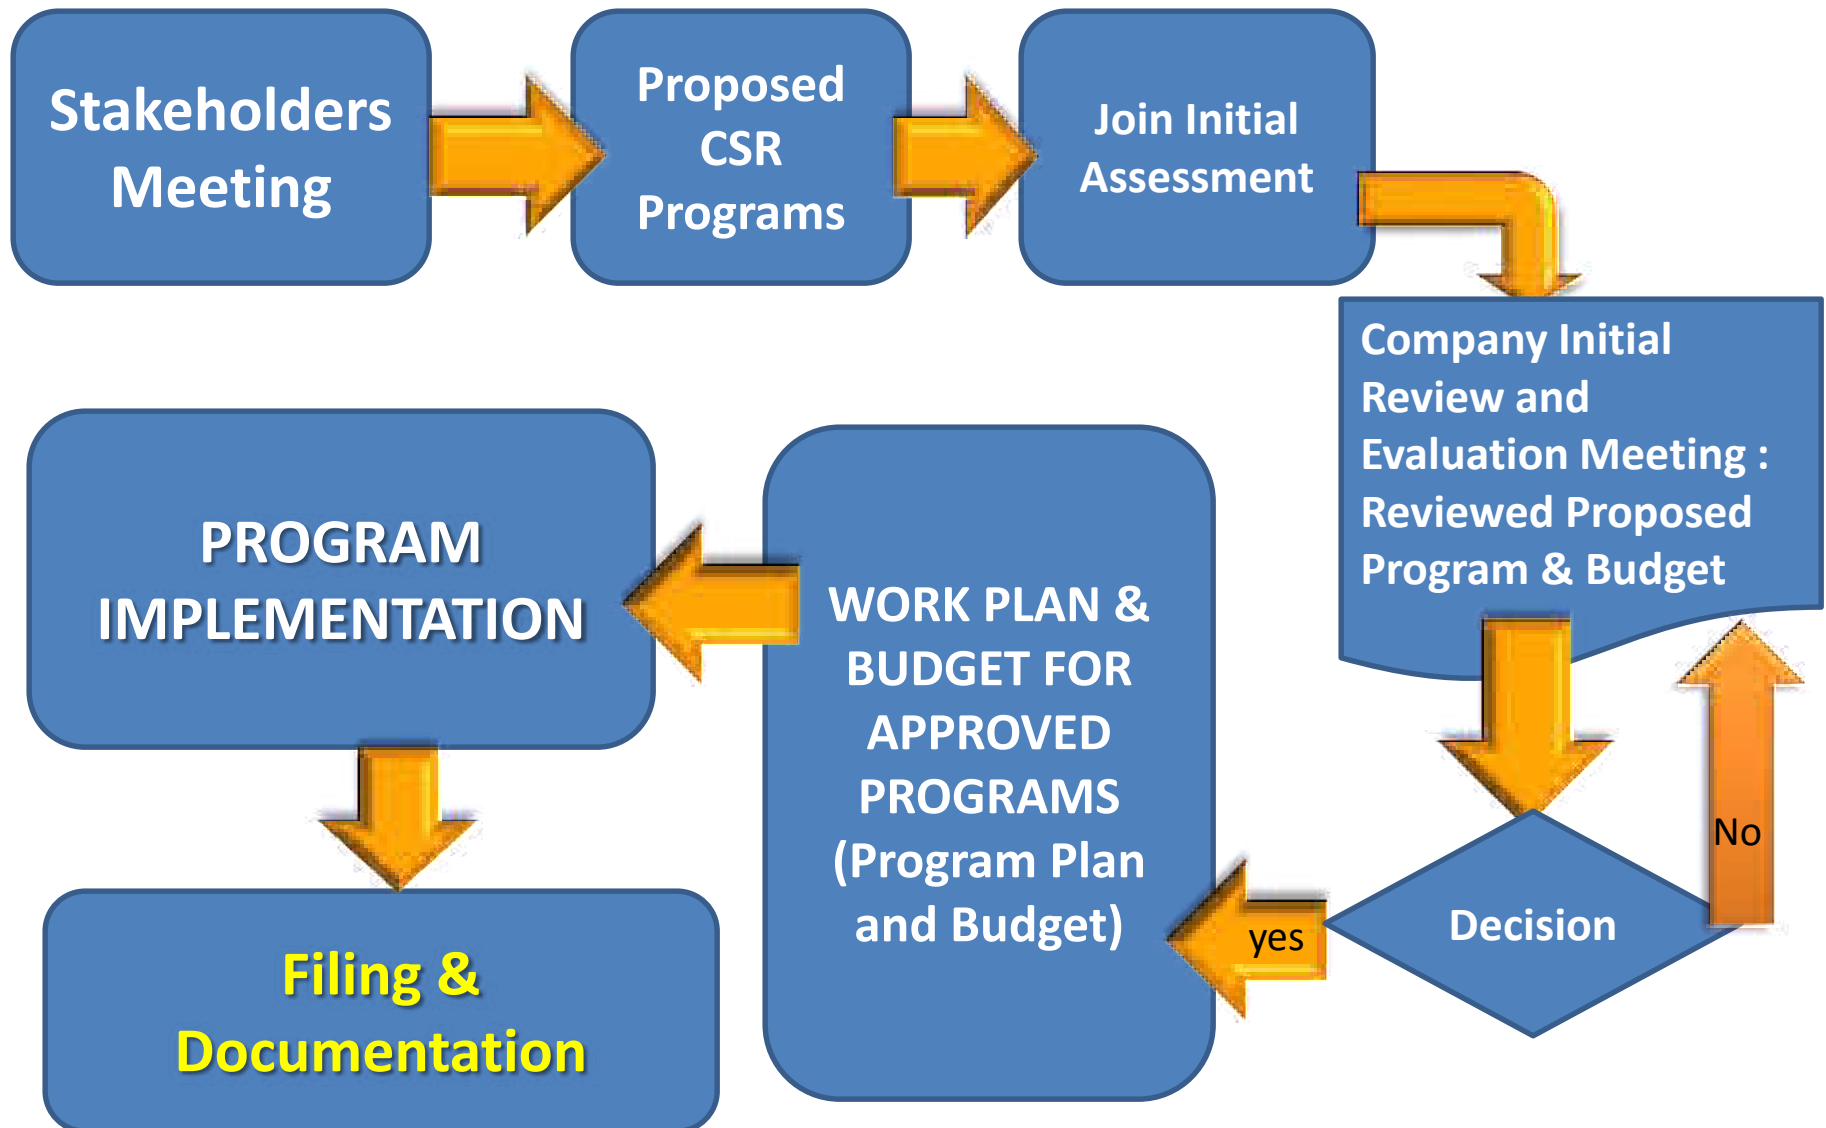 Stakeholders
Meeting
Proposed
CSR
Programs
Join Initial
Assessment
Company Initial
Review and
Evaluation Meeting :
Reviewed Proposed
Program & Budget
Decision
No
yes
WORK PLAN &
BUDGET FOR
APPROVED
PROGRAMS
(Program Plan
and Budget)
PROGRAM
IMPLEMENTATION
Filing &
Documentation